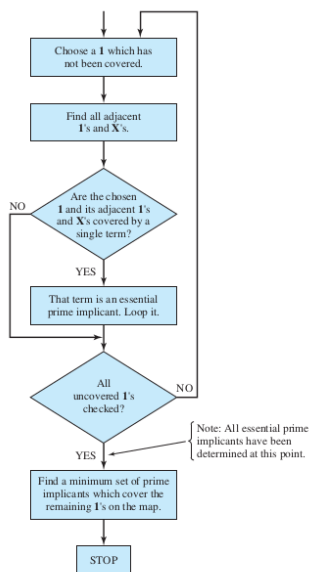 Choose a 1 which has
not been covered.
Find all adjacent
1's and X's.
NO
Are the chosen
1 and its adjacent 1's
and X's covered by a
single term?
YES
That term is an essential
prime implicant. Loop it.
All
uncovered 1's
checked?
NO
Note: All essential prime
implicants have been
determined at this point.
YES
Find a minimum set of prime
implicants which cover the
remaining 1's on the map.
STOP